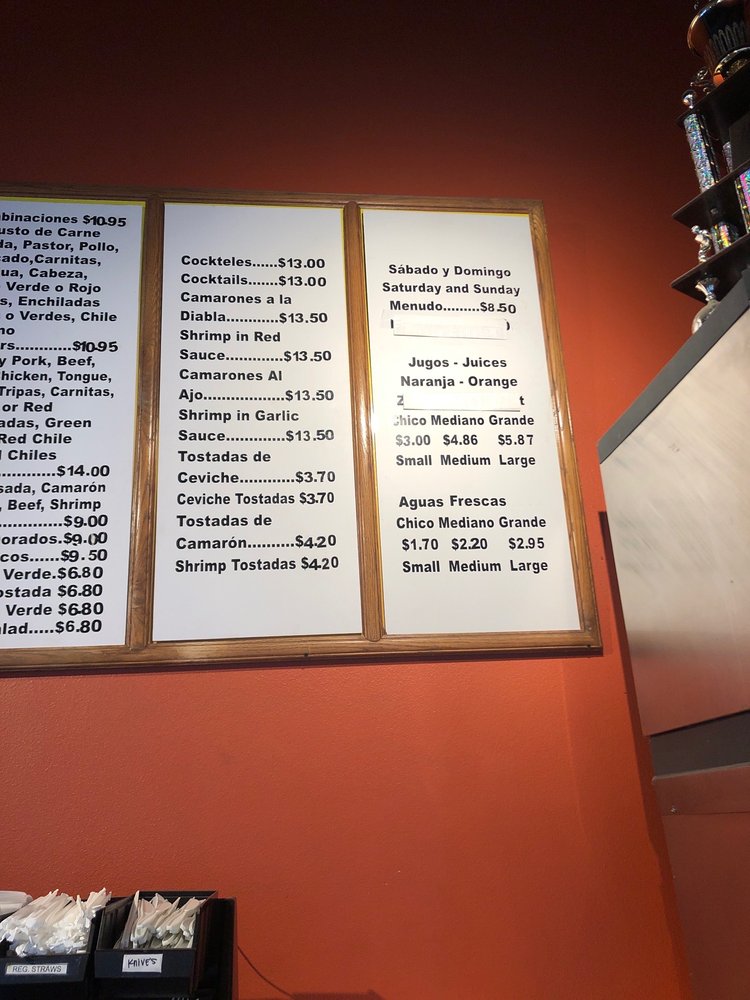 binaciones $10.95
usto de Carne
da, Pastor, Pollo,
cado,Carnitas,
gua, Cabeza,
Verde o Rojo
s, Enchiladas
s o Verdes, Chile
no
rs............$10.95
y Pork, Beef,
Chicken, Tongue,
Tripas, Carnitas,
or Red
adas, Green
Red Chile
l Chiles
............$14.00
sada, Camarón
, Beef, Shrimp
..............$9.00
dorados.$9.00
cos......$9.50
Verde.$6.80
ostada $6.80
Verde $6.80
alad.....$6.80
Cockteles......$13.00
Cocktails......$13.00
Camarones a la
Diabla...........$13.50
Shrimp in Red
Sauce............$13.50
Camarones Al
Ajo................$13.50
Shrimp in Garlic
Sauce............$13.50
Tostadas de
Ceviche............$3.70
Ceviche Tostadas $3.70
Tostadas de
Camarón..........$4.20
Shrimp Tostadas $4.20
Sábado y Domingo
Saturday and Sunday
Menudo.........$8.50
Jugos - Juices
Naranja - Orange
Chico Mediano Grande
$3.00 $4.86 $5.87
Small Medium Large
Aguas Frescas
Chico Mediano Grande
$1.70 $2.20 $2.95
Small Medium Large
REG. STRAWS
KNIVE'S